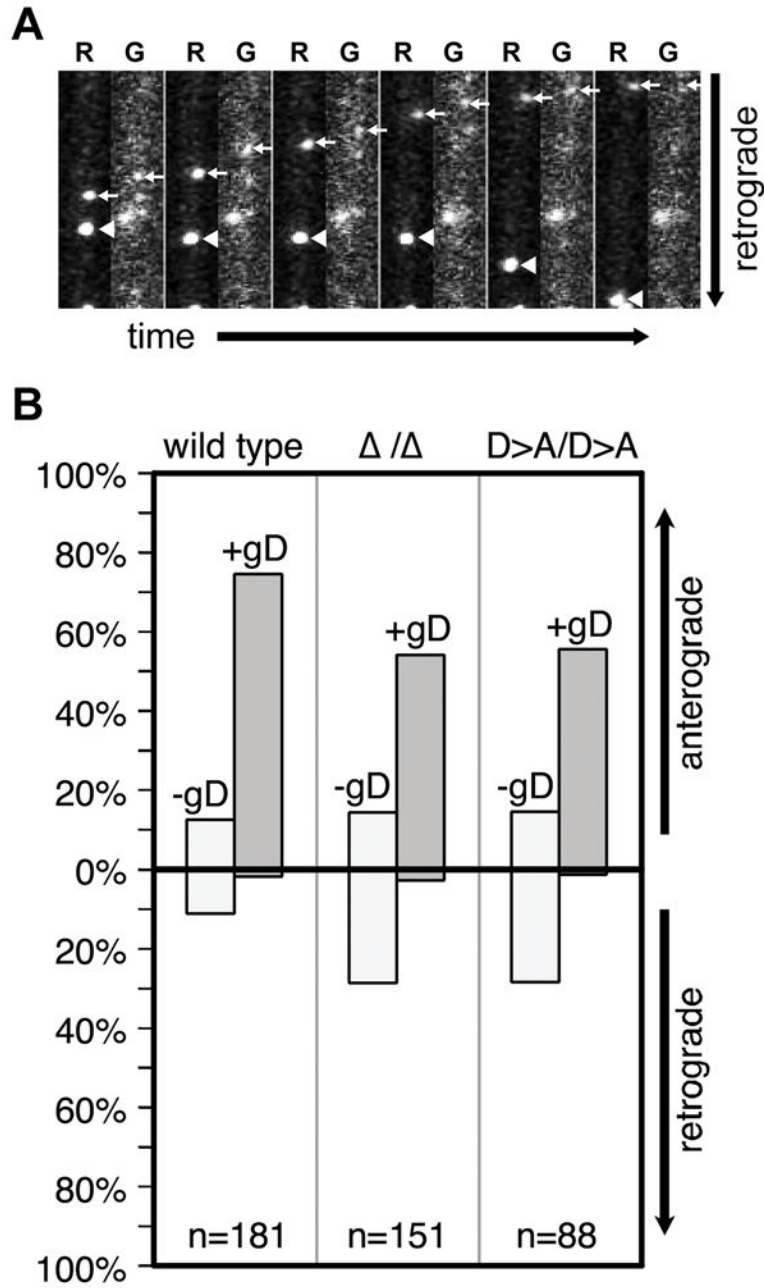 A
R G R G R G R G R G R G
retrograde
time
B
wild type Δ /Δ D>A/D>A
100%
80%
60%
40%
20%
0%
20%
40%
60%
80%
100%
+gD
-gD
+gD
-gD
+gD
-gD
anterograde
retrograde
n=181 n=151 n=88